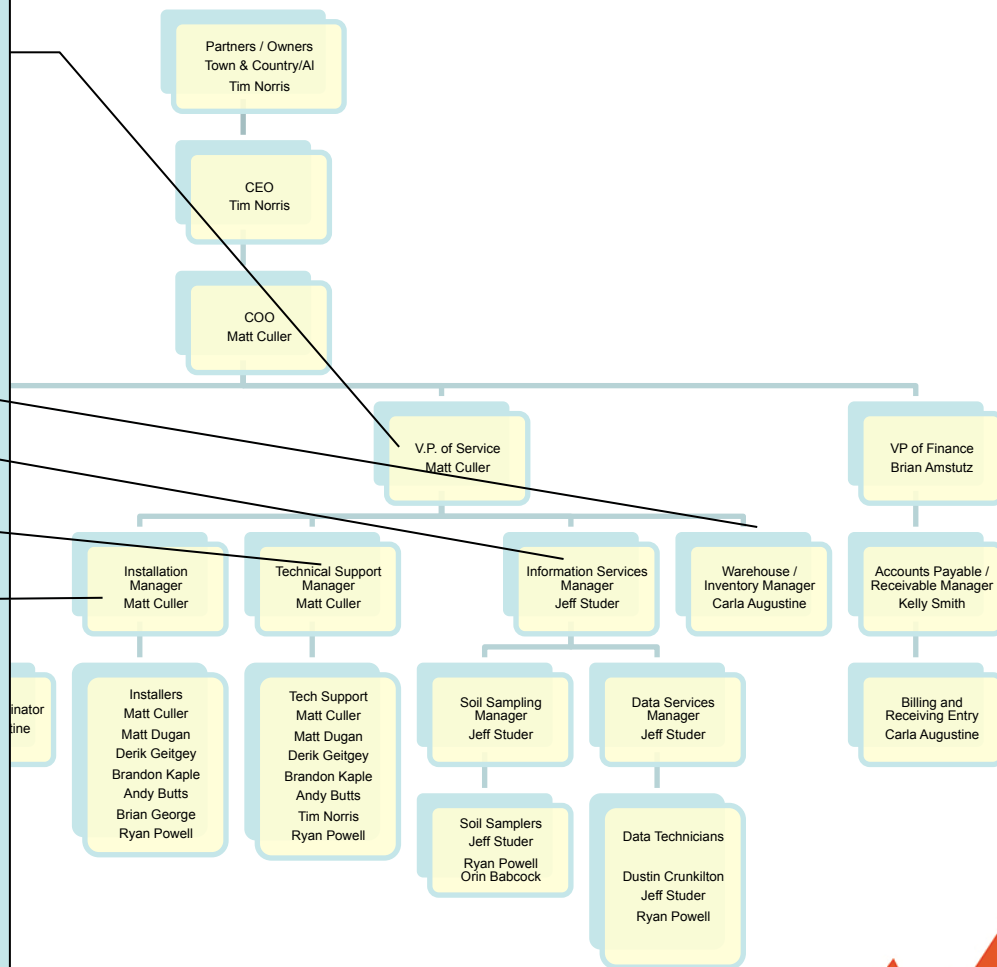 Partners / Owners
Town & Country/AI
Tim Norris
CEO
Tim Norris
COO
Matt Culler
V.P. of Service
Matt Culler
VP of Finance
Brian Amstutz
Installation
Manager
Matt Culler
Technical Support
Manager
Matt Culler
Information Services
Manager
Jeff Studer
Warehouse /
Inventory Manager
Carla Augustine
Accounts Payable /
Receivable Manager
Kelly Smith
inator
tine
Installers
Matt Culler
Matt Dugan
Derik Geitgey
Brandon Kaple
Andy Butts
Brian George
Ryan Powell
Tech Support
Matt Culler
Matt Dugan
Derik Geitgey
Brandon Kaple
Andy Butts
Tim Norris
Ryan Powell
Soil Sampling
Manager
Jeff Studer
Data Services
Manager
Jeff Studer
Billing and
Receiving Entry
Carla Augustine
Soil Samplers
Jeff Studer
Ryan Powell
Orin Babcock
Data Technicians
Dustin Crunkilton
Jeff Studer
Ryan Powell